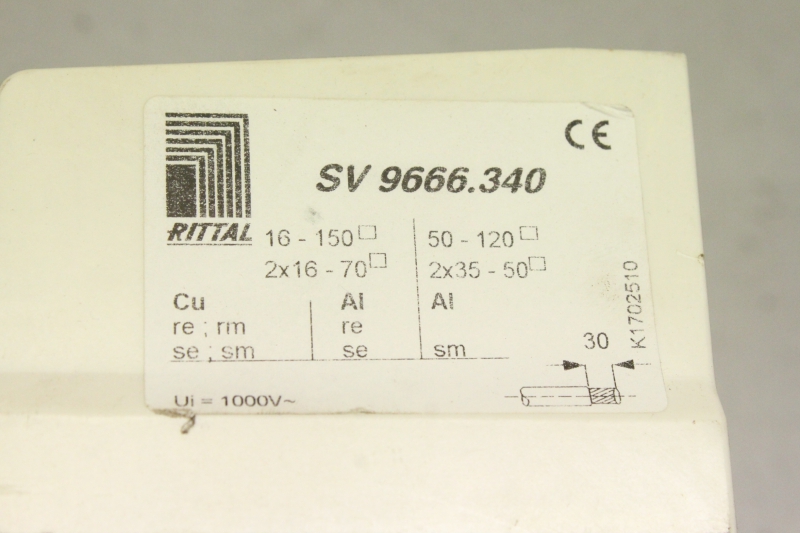 CE
SV 9666.340
RITTAL
16 - 150□ 50 - 120□
2x16 - 70□ 2x35 - 50□
Cu Al Al
re ; rm re
se ; sm se sm
30
K1702510
Ui = 1000V~